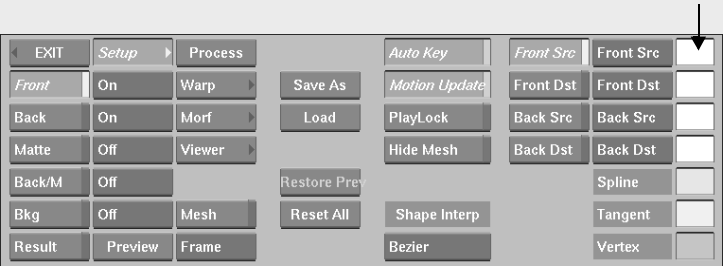 EXIT Setup Process Auto Key Front Src Front Src
Front On Warp Save As Motion Update Front Dst Front Dst
Back On Morf Load PlayLock Back Src Back Src
Matte Off Viewer Hide Mesh Back Dst Back Dst
Back/M Off Restore Prev Spline
Bkg Off Mesh Reset All Shape Interp Tangent
Result Preview Frame Bezier Vertex